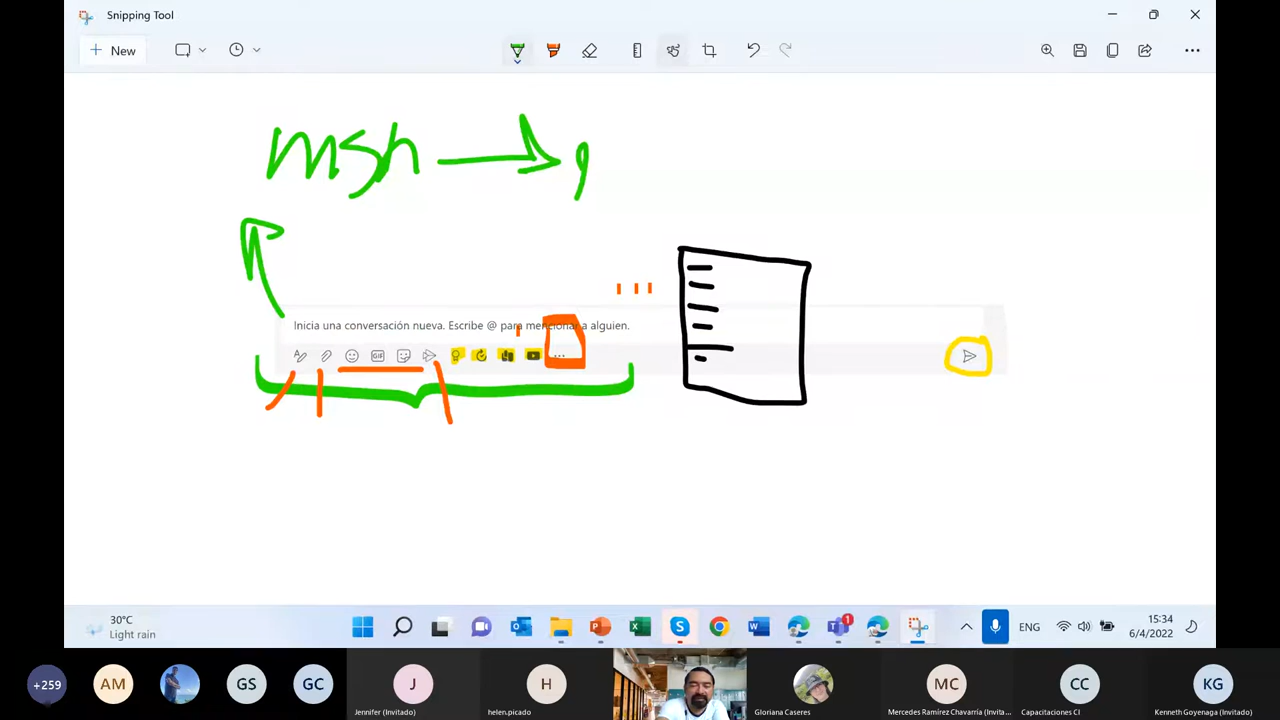 Snipping Tool
New
msh
Inicia una conversación nueva. Escribe @ para mencionar a alguien.
GIF
30°C
Light rain
1
ENG
15:34
6/4/2022
+259
AM
GS
GC
J
H
MC
CC
KG
Jennifer (Invitado)
helen.picado
Gloriana Caseres
Mercedes Ramírez Chavarría (Invita...
Capacitaciones CI
Kenneth Goyenaga (Invitado)